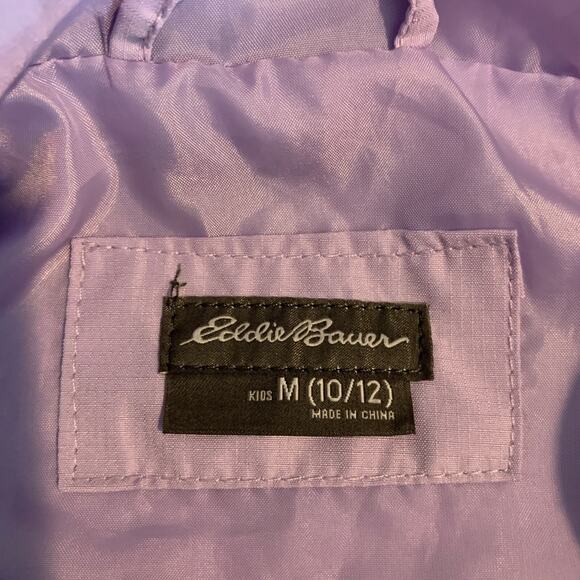 Eddie Bauer
KIDS M (10/12)
MADE IN CHINA